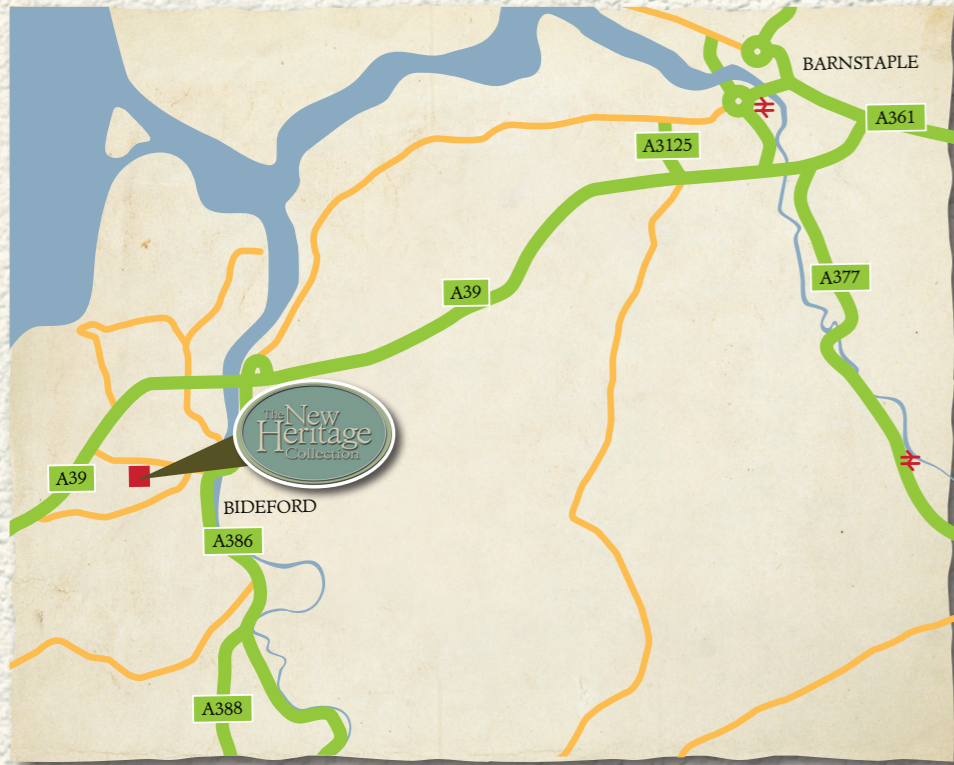 BARNSTAPLE
A361
A3125
A377
A39
The New
Heritage
Collection
A39
BIDEFORD
A386
A388